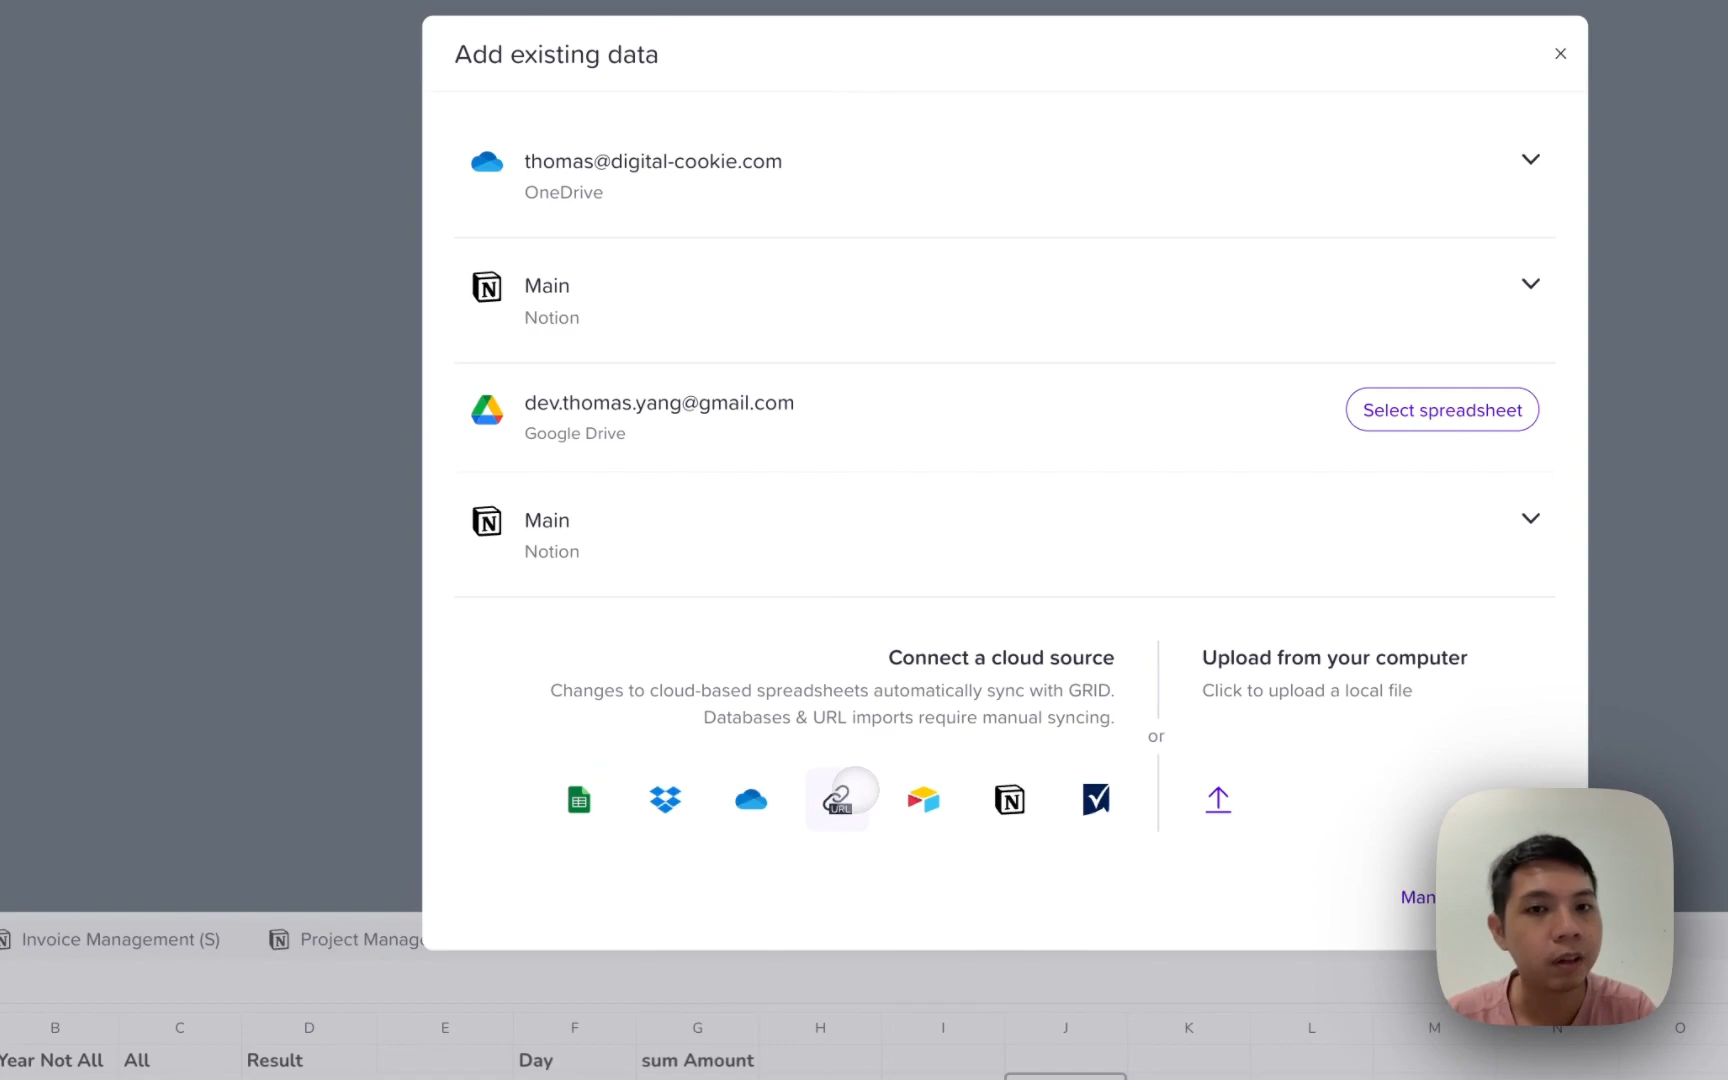 Add existing data
thomas@digital-cookie.com
OneDrive
Main
Notion
dev.thomas.yang@gmail.com
Google Drive
Select spreadsheet
Main
Notion
Connect a cloud source
Changes to cloud-based spreadsheets automatically sync with GRID.
Databases & URL imports require manual syncing.
or
Upload from your computer
Click to upload a local file
URL
Man
Invoice Management (S)
Project Manag
B C D E F G H I J K L M N O
Year Not All All Result Day sum Amount